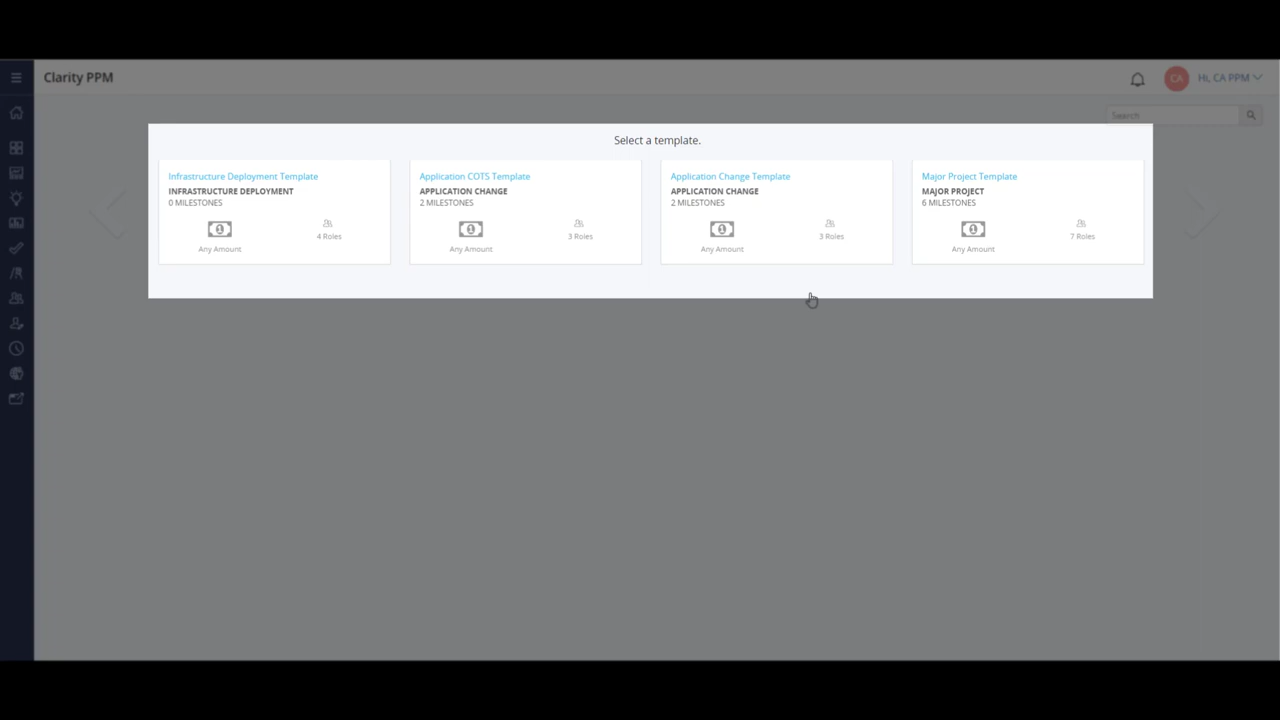 Clarity PPM
CA
Hi, CA PPM
Search
Select a template.
Infrastructure Deployment Template
INFRASTRUCTURE DEPLOYMENT
0 MILESTONES
Any Amount
4 Roles
Application COTS Template
APPLICATION CHANGE
2 MILESTONES
Any Amount
3 Roles
Application Change Template
APPLICATION CHANGE
2 MILESTONES
Any Amount
3 Roles
Major Project Template
MAJOR PROJECT
6 MILESTONES
Any Amount
7 Roles